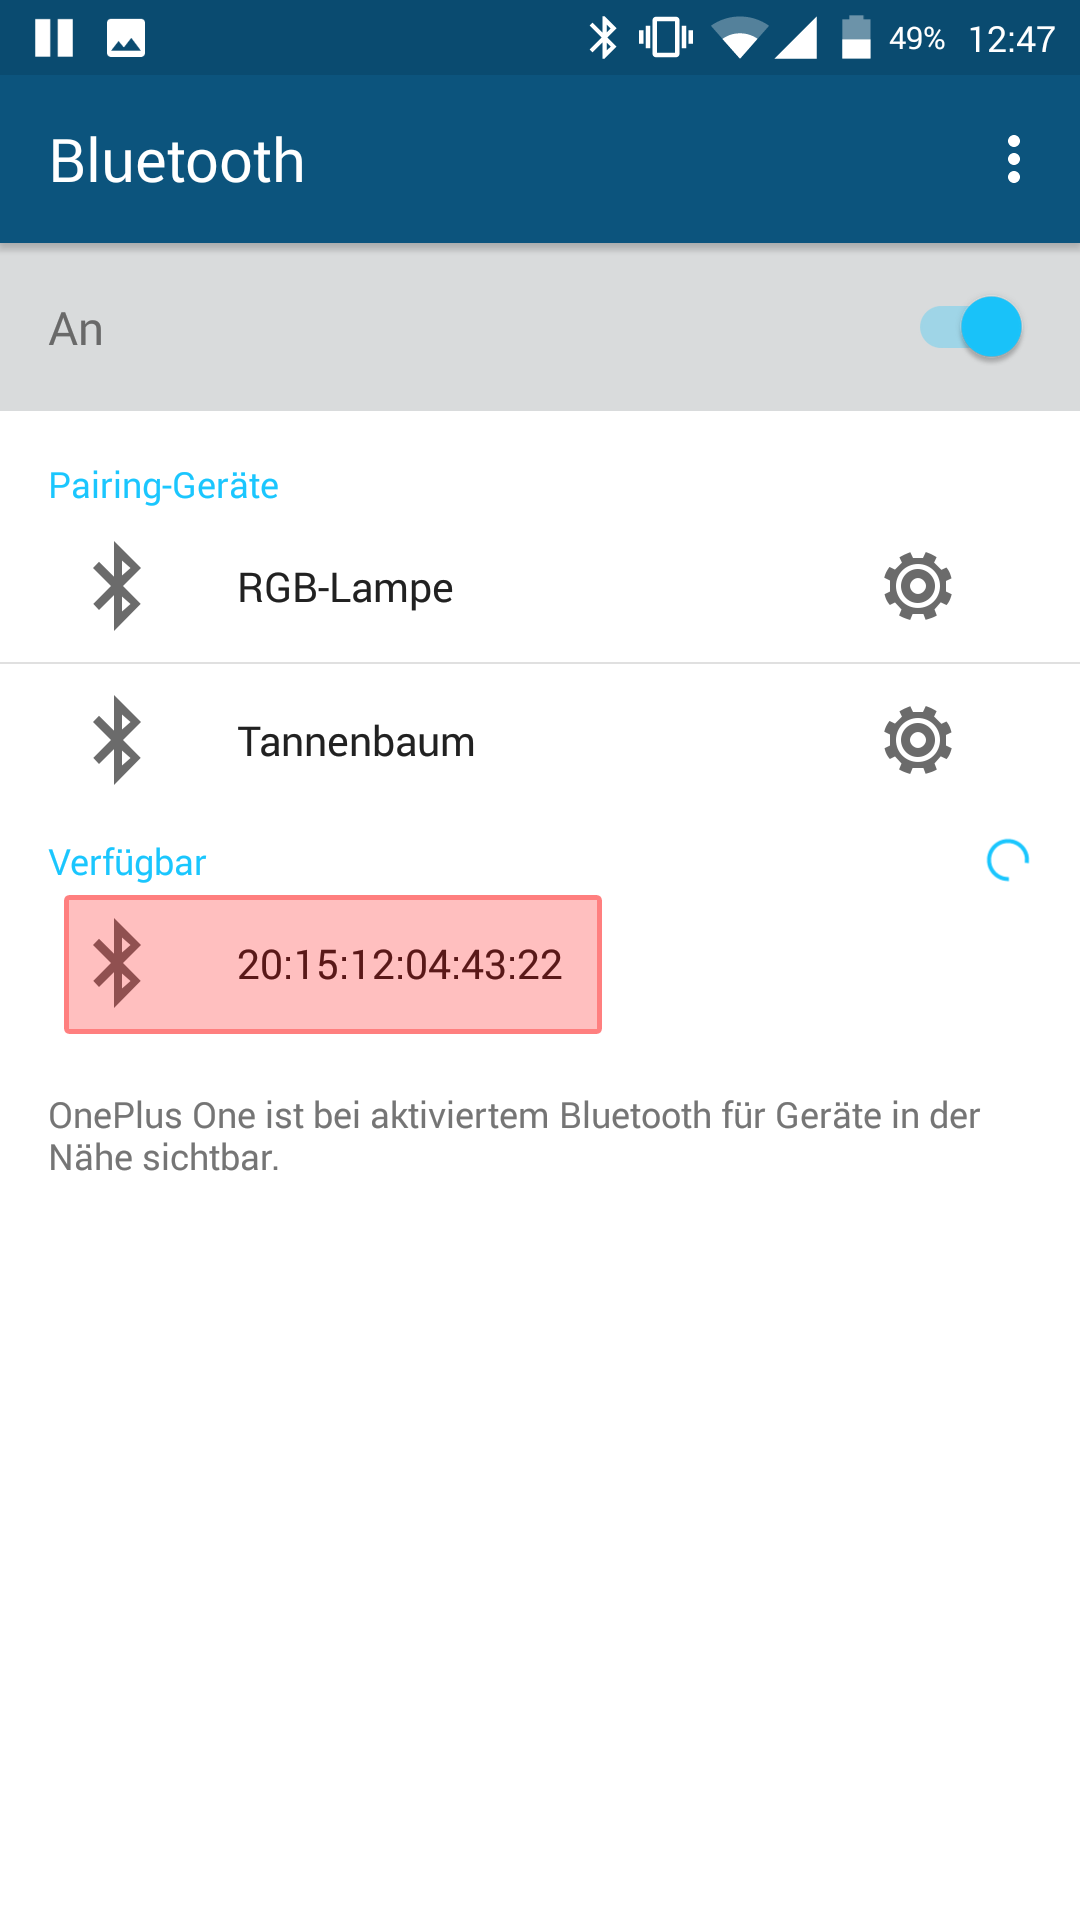 49% 12:47
Bluetooth
An
Pairing-Geräte
RGB-Lampe
Tannenbaum
Verfügbar
20:15:12:04:43:22
OnePlus One ist bei aktiviertem Bluetooth für Geräte in der
Nähe sichtbar.